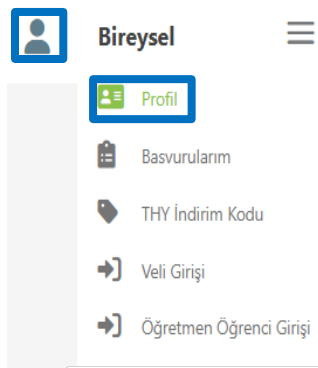 Bireysel
Profil
Basvurularım
THY İndirim Kodu
Veli Girişi
Öğretmen Öğrenci Girişi